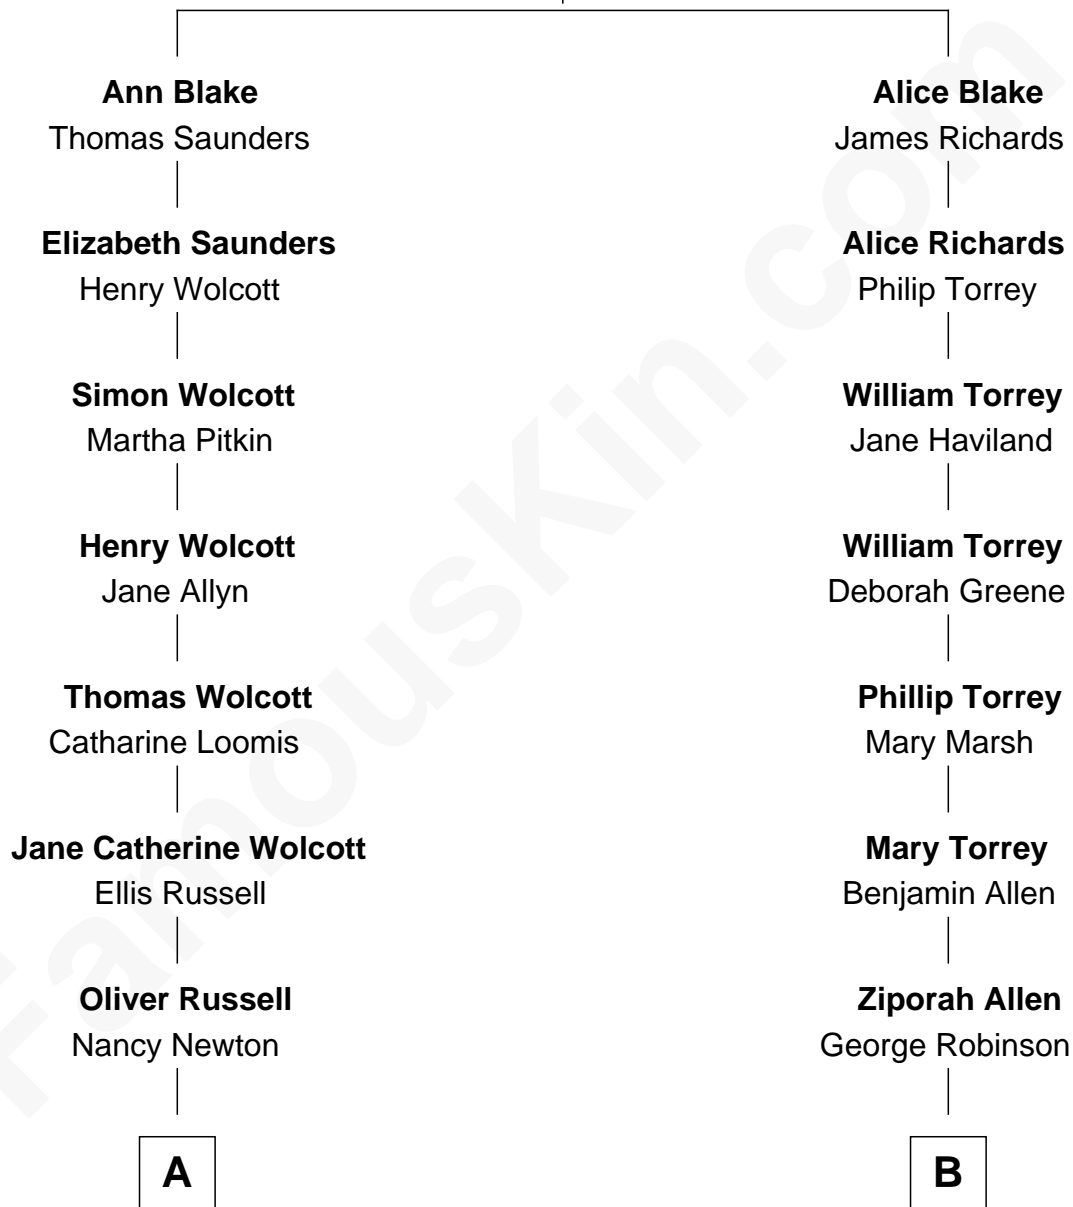 Ann Blake
Thomas Saunders
Elizabeth Saunders
Henry Wolcott
Simon Wolcott
Martha Pitkin
Henry Wolcott
Jane Allyn
Thomas Wolcott
Catharine Loomis
Jane Catherine Wolcott
Ellis Russell
Oliver Russell
Nancy Newton
A
Alice Blake
James Richards
Alice Richards
Philip Torrey
William Torrey
Jane Haviland
William Torrey
Deborah Greene
Phillip Torrey
Mary Marsh
Mary Torrey
Benjamin Allen
Ziporah Allen
George Robinson
B
FamousKin.com